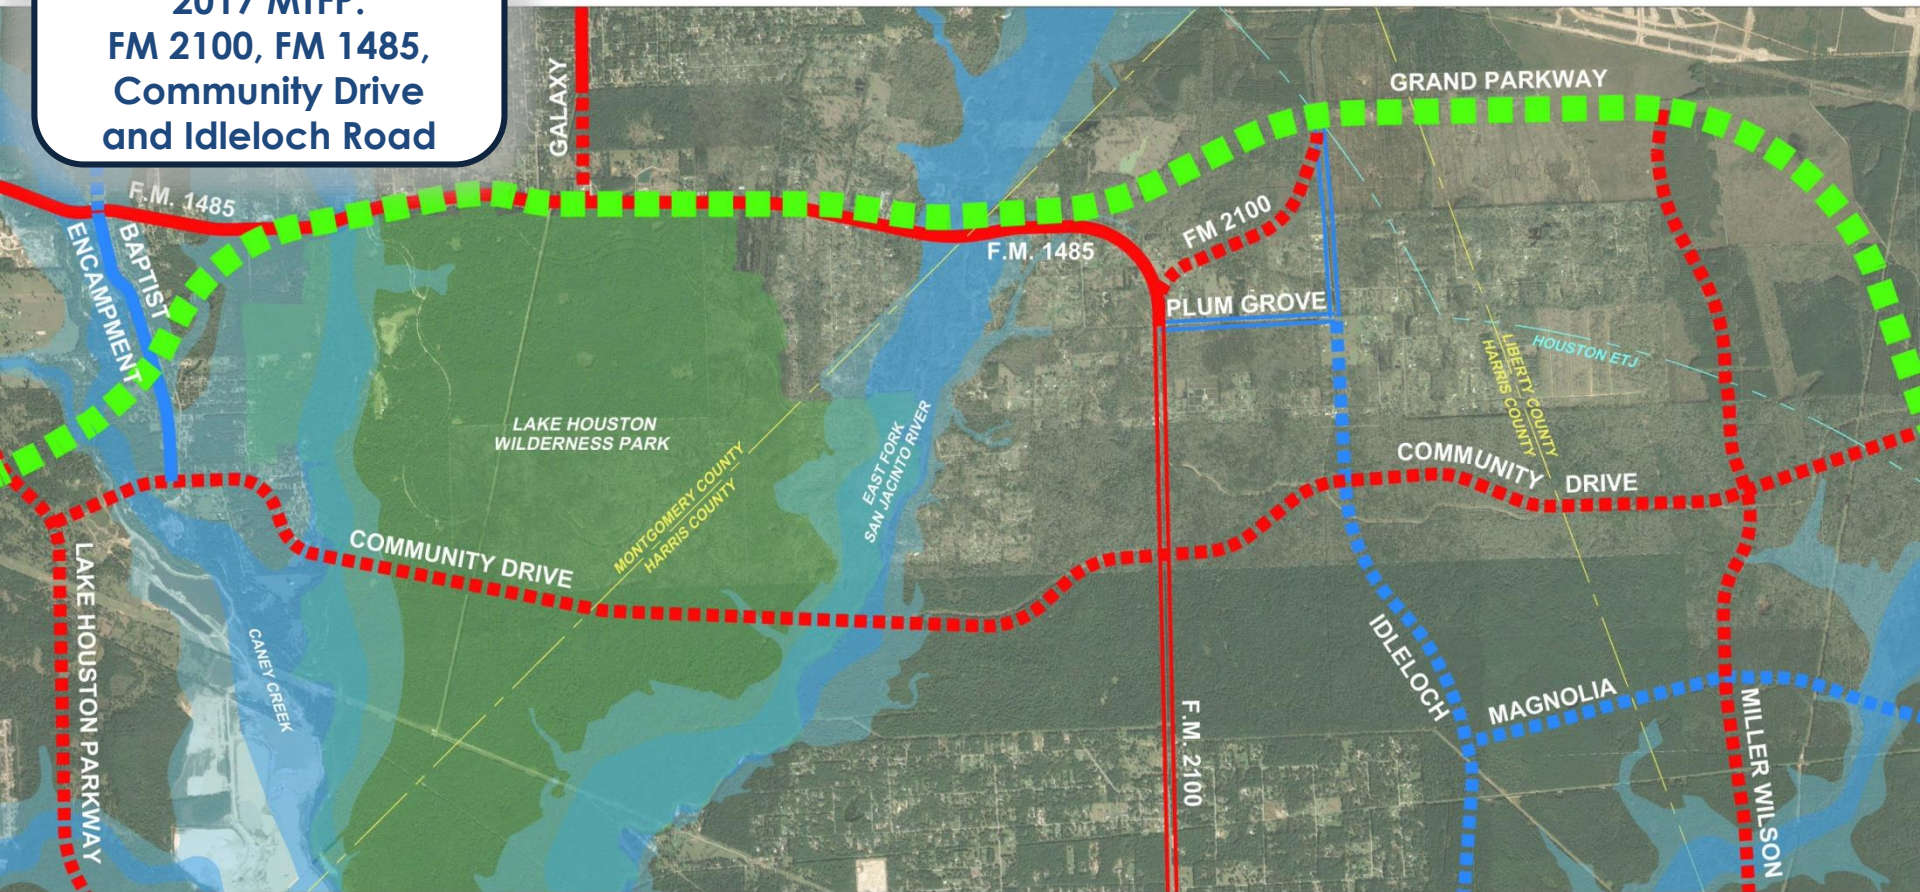 2017 MTFP:
FM 2100, FM 1485,
Community Drive
and Idleloch Road
GALAXY
GRAND PARKWAY
F.M. 1485
BAPTIST
ENCAMPMENT
FM 2100
F.M. 1485
PLUM GROVE
HOUSTON ETJ
LIBERTY COUNTY
HARRIS COUNTY
LAKE HOUSTON
WILDERNESS PARK
EAST FORK
SAN JACINTO RIVER
MONTGOMERY COUNTY
HARRIS COUNTY
COMMUNITY DRIVE
COMMUNITY DRIVE
LAKE HOUSTON PARKWAY
CANEY CREEK
IDLELOCH
MAGNOLIA
F.M. 2100
MILLER WILSON